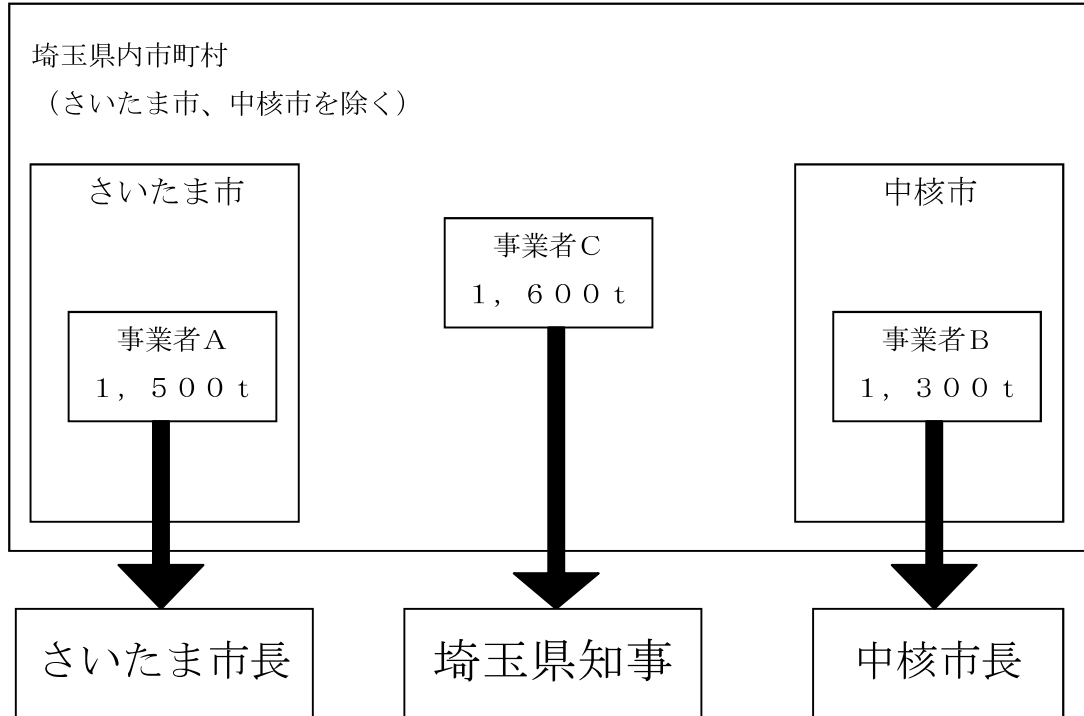 埼玉県内市町村
（さいたま市、中核市を除く）
さいたま市
中核市
事業者Ｃ
１，６００ｔ
事業者Ａ
１，５００ｔ
事業者Ｂ
１，３００ｔ
さいたま市長
埼玉県知事
中核市長